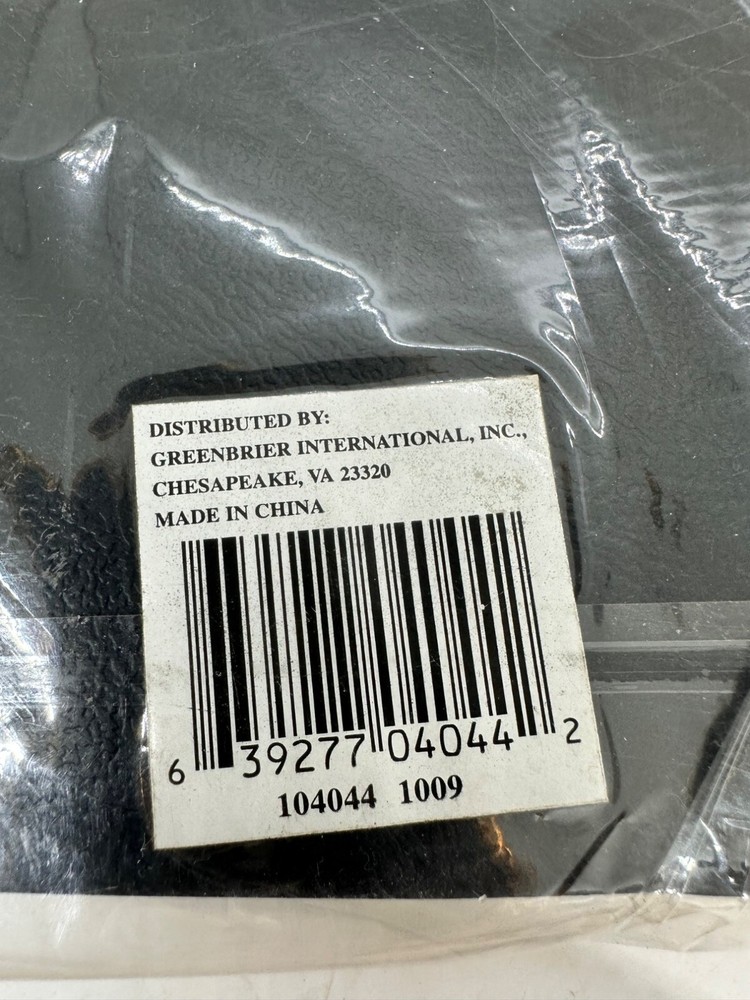 DISTRIBUTED BY:
GREENBRIER INTERNATIONAL, INC.,
CHESAPEAKE, VA 23320
MADE IN CHINA
6 39277 04044 2
104044 1009